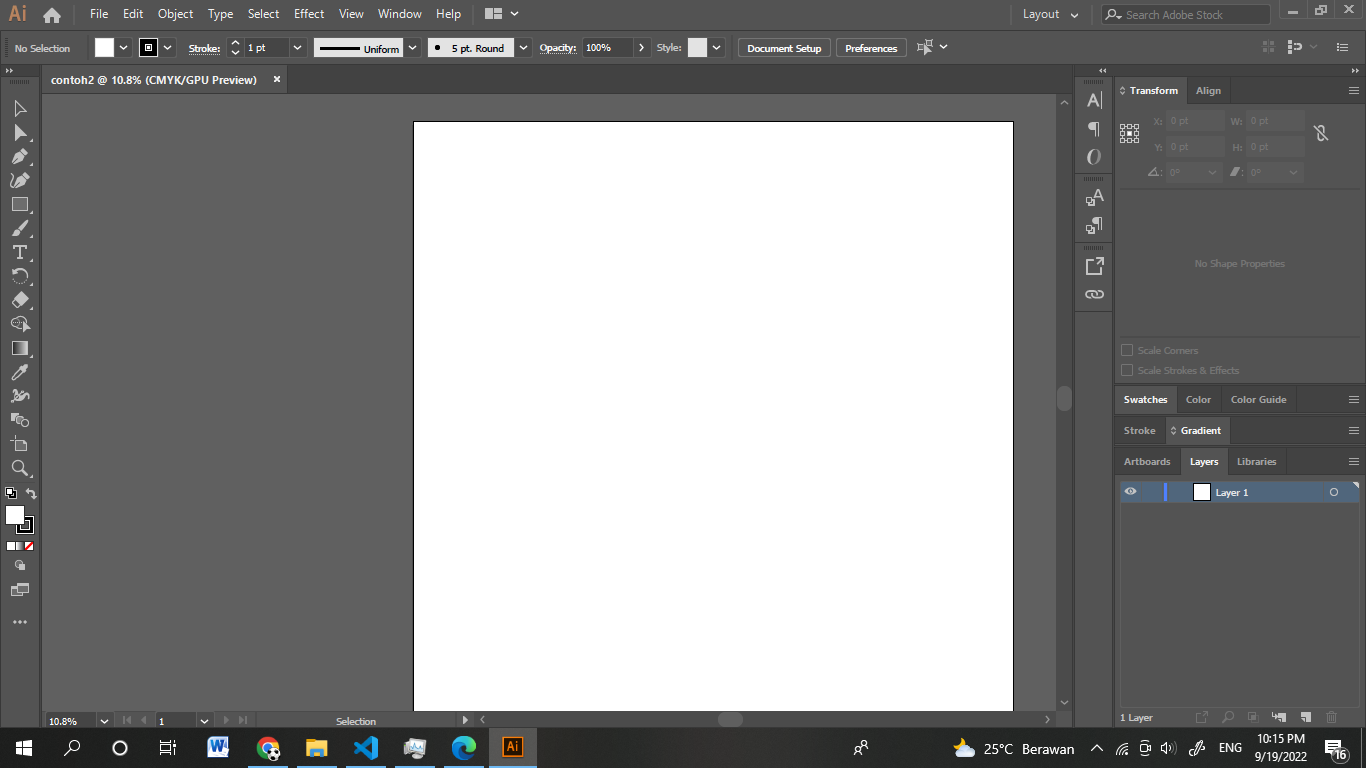 Ai File Edit Object Type Select Effect View Window Help Layout Search Adobe Stock
No Selection Stroke: 1 pt Uniform 5 pt. Round Opacity: 100% Style: Document Setup Preferences
contoh2 @ 10.8% (CMYK/GPU Preview) ×
Transform Align
X: 0 pt W: 0 pt
Y: 0 pt H: 0 pt
0° 0°
No Shape Properties
Scale Corners
Scale Strokes & Effects
Swatches Color Color Guide
Stroke Gradient
Artboards Layers Libraries
Layer 1
1 Layer
10.8% 1 Selection
25°C Berawan ENG 10:15 PM
9/19/2022 16